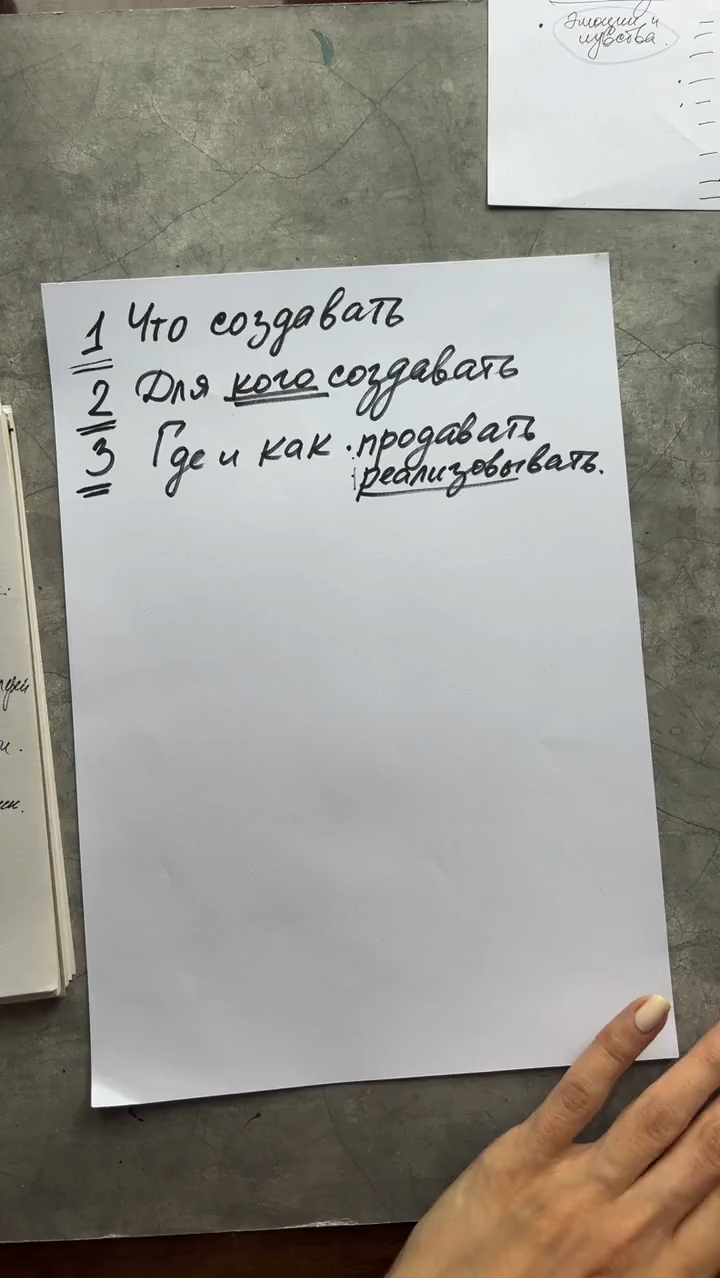 Эмоции и
чувства.
1 Что создавать
2 Для кого создавать
3 Где и как продавать
реализовывать.